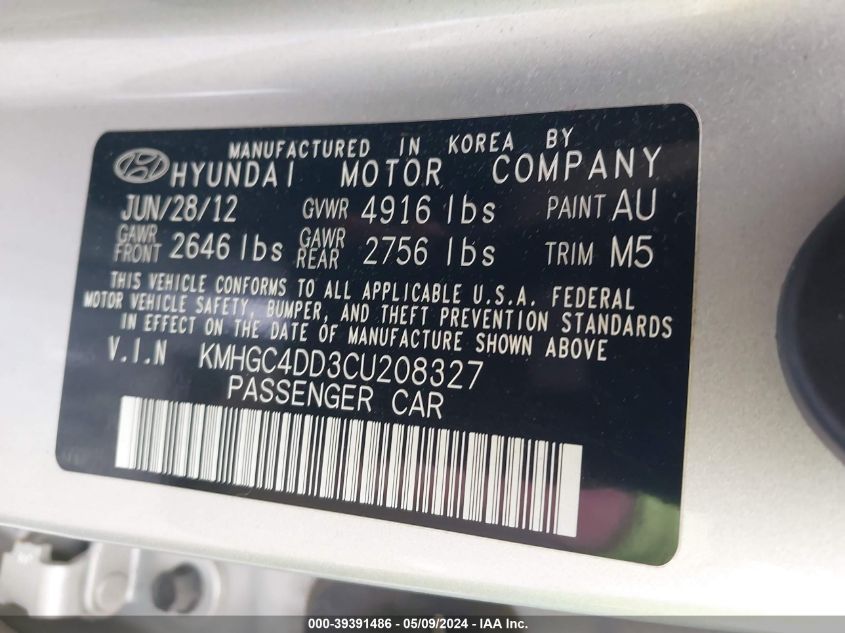 MANUFACTURED IN KOREA BY
HYUNDAI MOTOR COMPANY
JUN/28/12 GVWR 4916 lbs PAINT AU
GAWR FRONT 2646 lbs GAWR REAR 2756 lbs TRIM M5
THIS VEHICLE CONFORMS TO ALL APPLICABLE U.S.A. FEDERAL
MOTOR VEHICLE SAFETY, BUMPER, AND THEFT PREVENTION STANDARDS
IN EFFECT ON THE DATE OF MANUFACTURE SHOWN ABOVE
V.I.N KMHGC4DD3CU208327
PASSENGER CAR
000-39391486 - 05/09/2024 - IAA Inc.